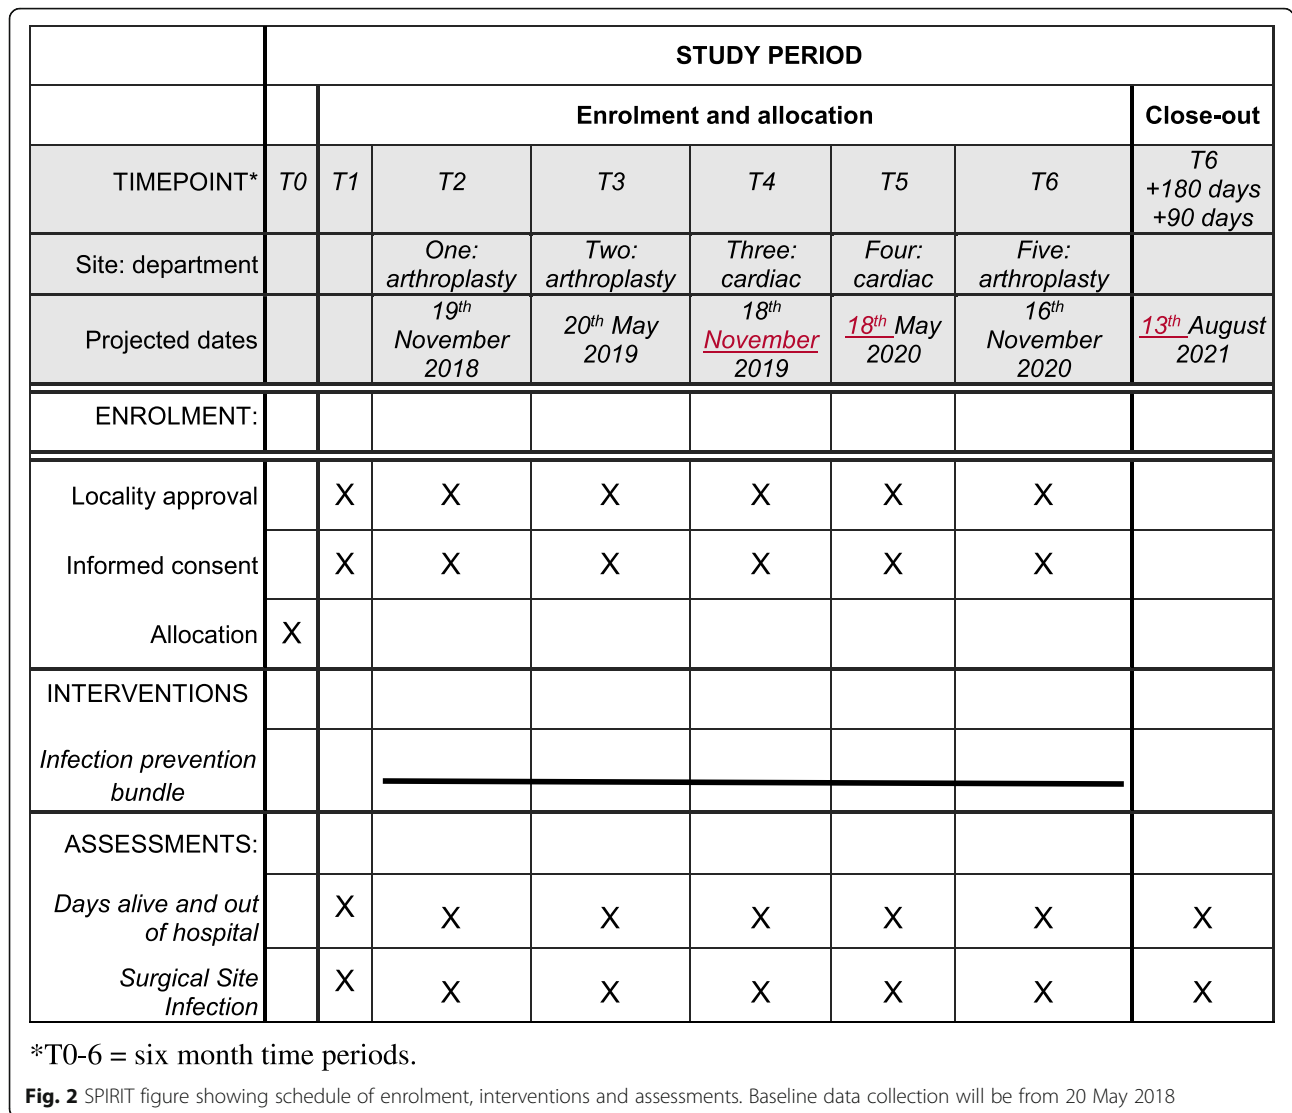 STUDY PERIOD
Enrolment and allocation Close-out
TIMEPOINT* T0 T1 T2 T3 T4 T5 T6 T6
+180 days
+90 days
Site: department One: arthroplasty Two: arthroplasty Three: cardiac Four: cardiac Five: arthroplasty
Projected dates 19th November 2018 20th May 2019 18th November 2019 18th May 2020 16th November 2020 13th August 2021
ENROLMENT:
Locality approval X X X X X X
Informed consent X X X X X X
Allocation X
INTERVENTIONS
Infection prevention
bundle
ASSESSMENTS:
Days alive and out
of hospital X X X X X X X
Surgical Site
Infection X X X X X X X
*T0-6 = six month time periods.
Fig. 2 SPIRIT figure showing schedule of enrolment, interventions and assessments. Baseline data collection will be from 20 May 2018